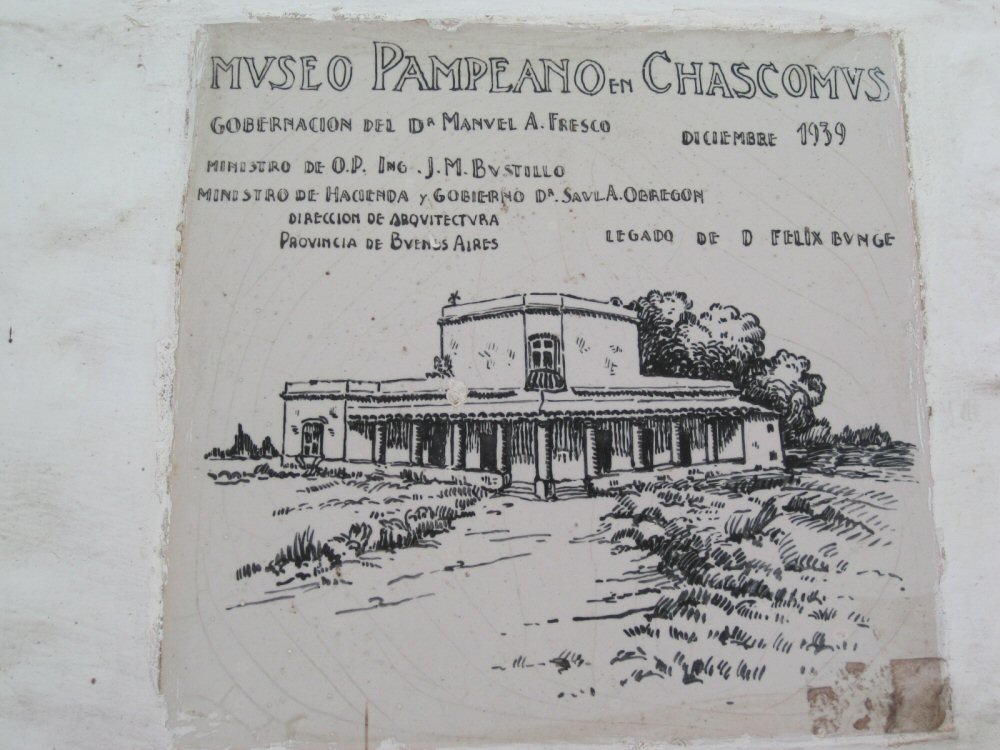 MVSEO PAMPEANO EN CHASCOMVS
GOBERNACION DEL DR MANVEL A. FRESCO
DICIEMBRE 1939
MINISTRO DE O.P. ING. J.M. BVSTILLO
MINISTRO DE HACIENDA Y GOBIERNO DR. SAVL A. OBREGON
DIRECCION DE ARQVITECTVRA
PROVINCIA DE BVENOS AIRES
LEGADO DE D FELIX BVNGE